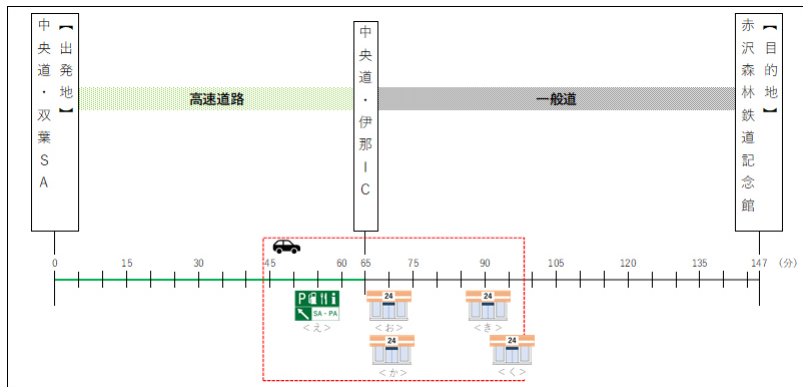 【出発地】
中央道・双葉SA
中央道・伊那IC
【目的地】
赤沢森林鉄道記念館
高速道路
一般道
0 15 30 45 60 65 75 90 105 120 135 147 (分)
P SA・PA
24
24
<え>
<お>
<き>
24
24
<か>
<く>